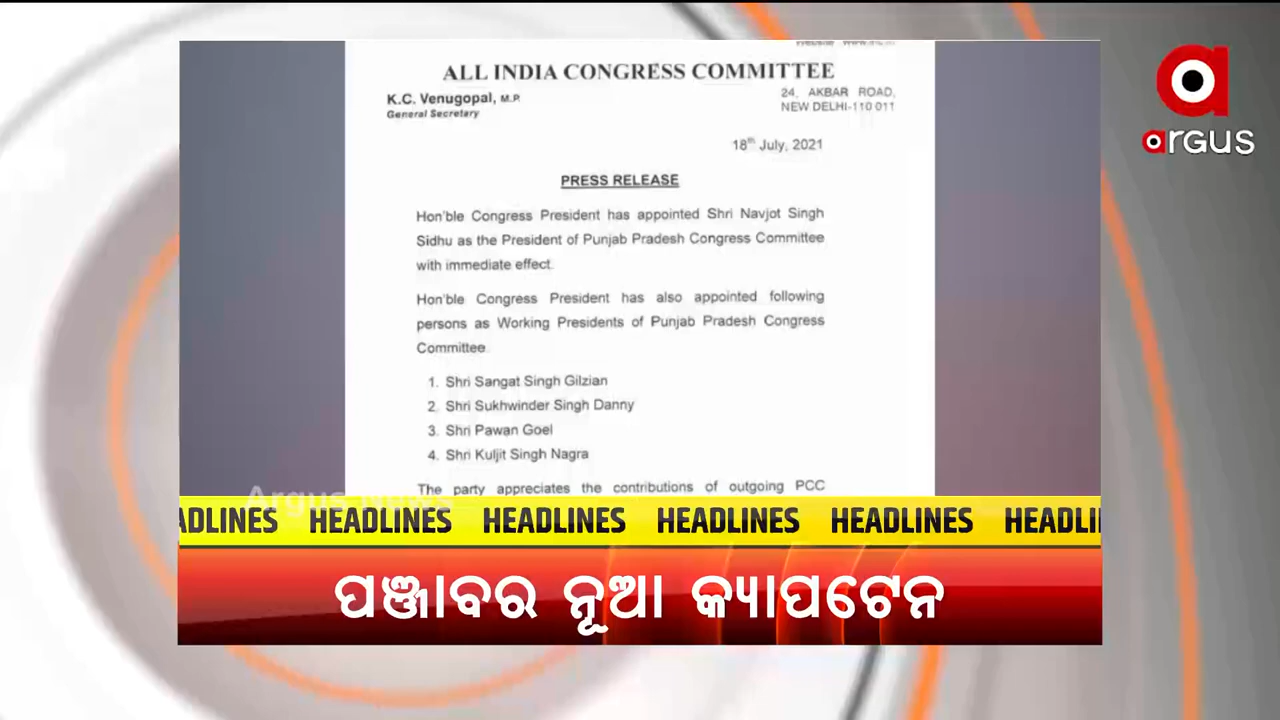 argus
ALL INDIA CONGRESS COMMITTEE
K.C. Venugopal, M.P.
General Secretary
24, AKBAR ROAD,
NEW DELHI-110 011
18th July, 2021
PRESS RELEASE
Hon'ble Congress President has appointed Shri Navjot Singh
Sidhu as the President of Punjab Pradesh Congress Committee
with immediate effect.
Hon'ble Congress President has also appointed following
persons as Working Presidents of Punjab Pradesh Congress
Committee
1. Shri Sangat Singh Gilzian
2. Shri Sukhwinder Singh Danny
3. Shri Pawan Goel
4. Shri Kuljit Singh Nagra
The party appreciates the contributions of outgoing PCC
Argus News
ADLINES HEADLINES HEADLINES HEADLINES HEADLINES HEADLI
ପଞ୍ଜାବର ନୂଆ କ୍ୟାପଟେନ